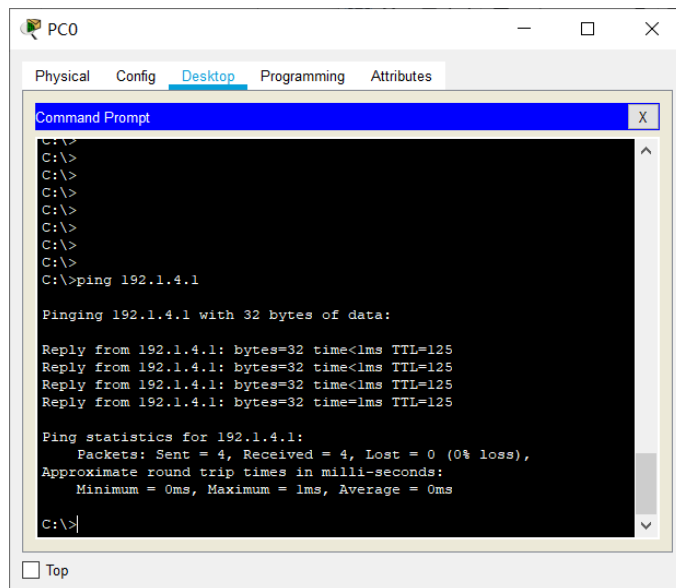 PC0
Physical Config Desktop Programming Attributes
Command Prompt X
C:\>
C:\>
C:\>
C:\>
C:\>
C:\>
C:\>
C:\>
C:\>ping 192.1.4.1
Pinging 192.1.4.1 with 32 bytes of data:
Reply from 192.1.4.1: bytes=32 time<1ms TTL=125
Reply from 192.1.4.1: bytes=32 time<1ms TTL=125
Reply from 192.1.4.1: bytes=32 time<1ms TTL=125
Reply from 192.1.4.1: bytes=32 time=1ms TTL=125
Ping statistics for 192.1.4.1:
Packets: Sent = 4, Received = 4, Lost = 0 (0% loss),
Approximate round trip times in milli-seconds:
Minimum = 0ms, Maximum = 1ms, Average = 0ms
C:\>
Top